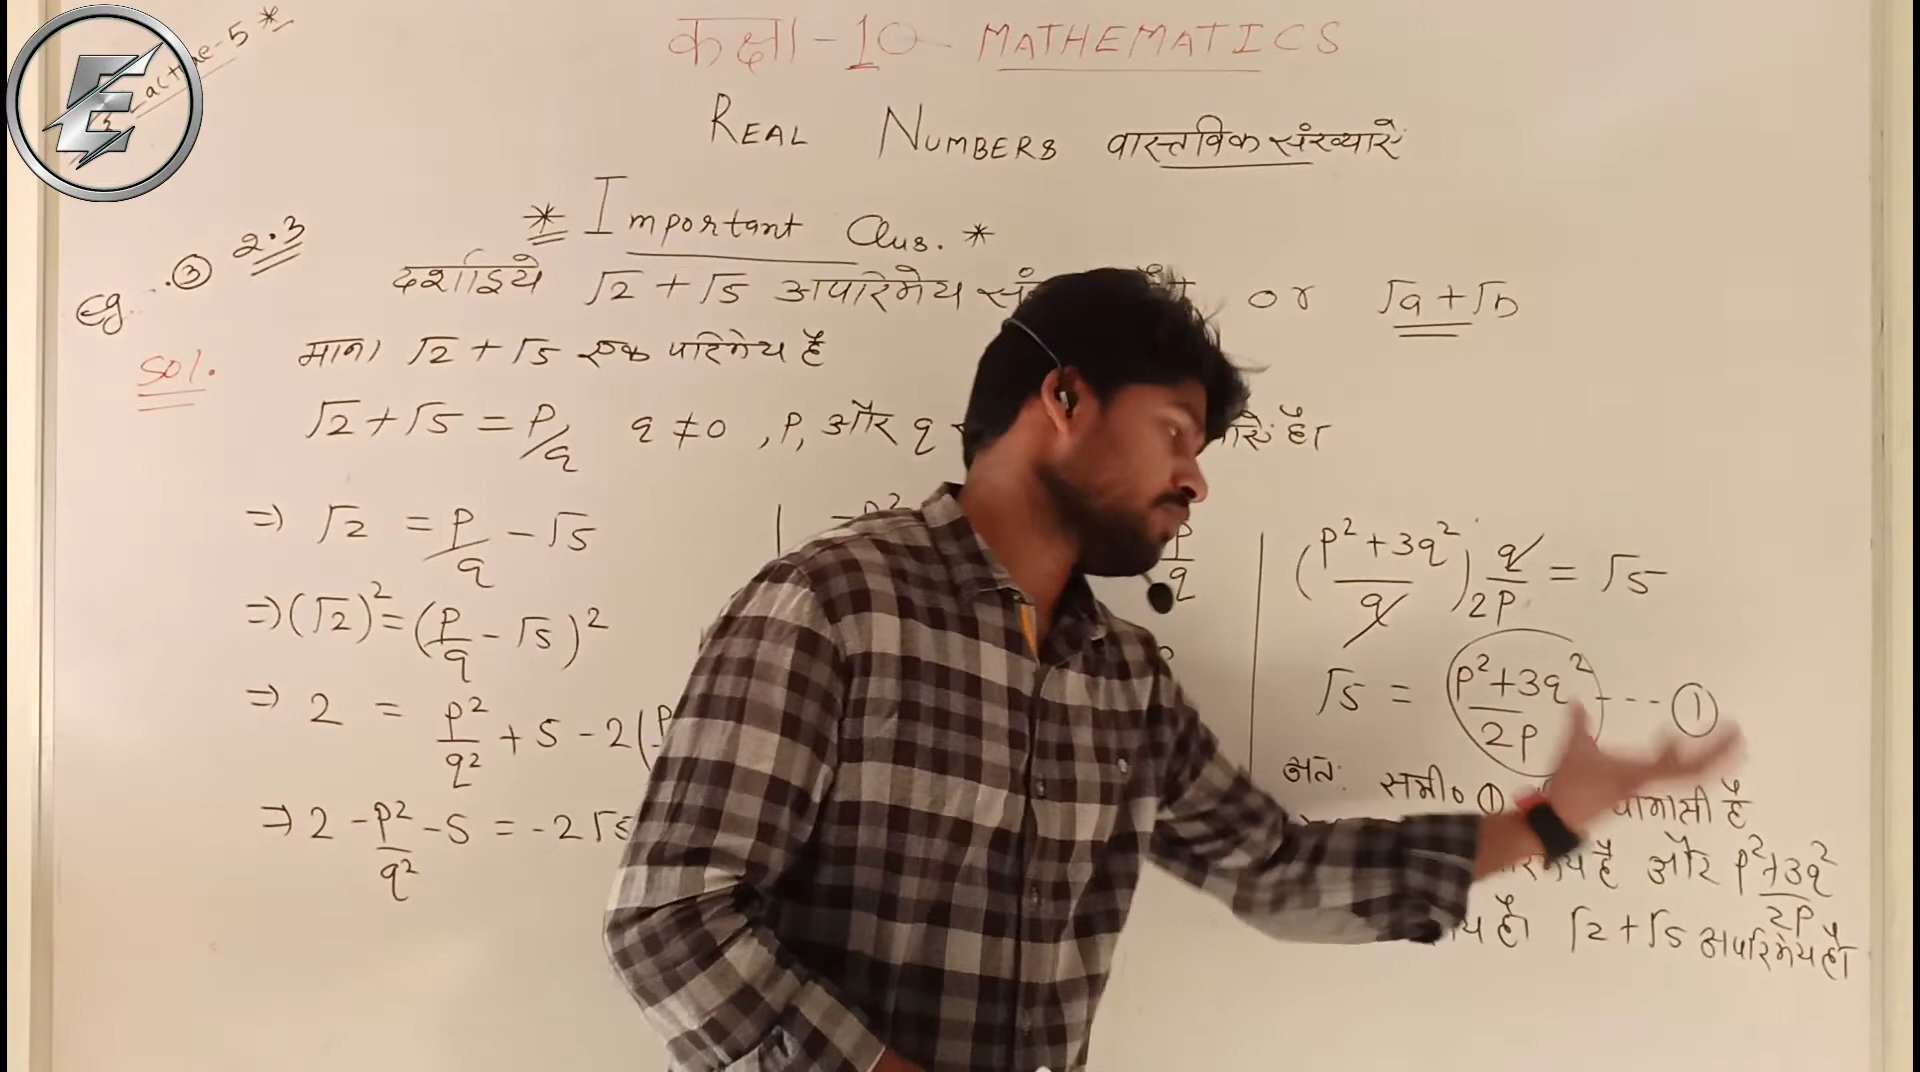 कक्षा-10 MATHEMATICS
REAL NUMBERS वास्तविक संख्याएँ
* Important Qus. *
eg. ③ 2.3
दर्शाइये √2 + √5 अपरिमेय or √a + √b
Sol. माना √2 + √5 एक परिमेय है
√2 + √5 = P/q q ≠ 0 , P, और q है।
⇒ √2 = P/q - √5
⇒ (√2)² = (P/q - √5)²
⇒ 2 = P²/q² + 5 - 2(
⇒ 2 - P²/q² - 5 = -2√5
P/q
(P² + 3q²/q) q/2P = √5
√5 = P²+3q²/2P --- ①
अतः समी० ① है
है और P²+3q²/2P
है। √2 + √5 अपरिमेय है।